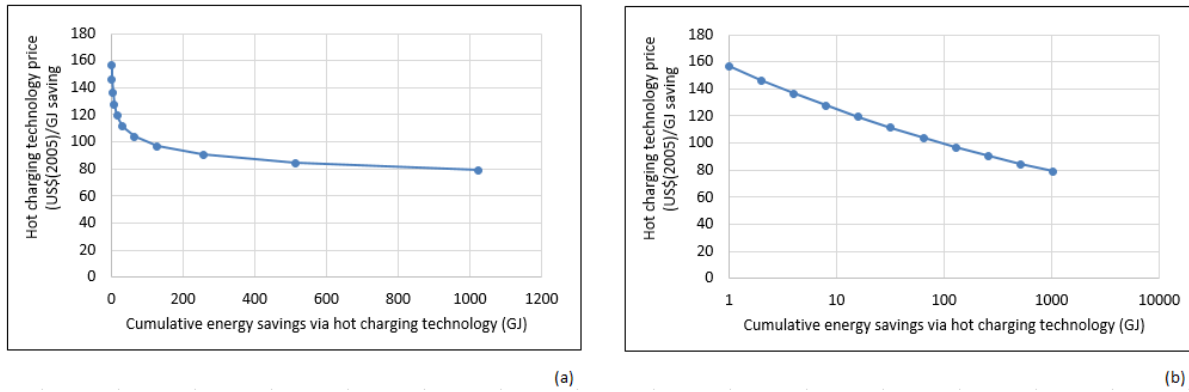 180
160
140
120
100
80
60
40
20
0
Hot charging technology price
(US$(2005)/GJ saving
0 200 400 600 800 1000 1200
Cumulative energy savings via hot charging technology (GJ)
(a)
180
160
140
120
100
80
60
40
20
0
Hot charging technology price
(US$(2005)/GJ saving
1 10 100 1000 10000
Cumulative energy savings via hot charging technology (GJ)
(b)